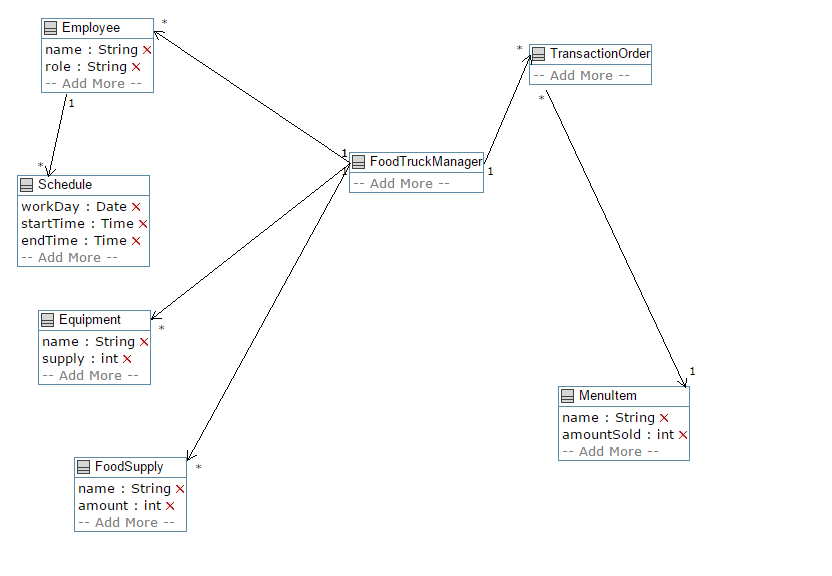 Employee
name : String
role : String
-- Add More --
*
1
*
Schedule
workDay : Date
startTime : Time
endTime : Time
-- Add More --
Equipment
name : String
supply : int
-- Add More --
*
FoodSupply
name : String
amount : int
-- Add More --
*
1
1
FoodTruckManager
-- Add More --
1
*
TransactionOrder
-- Add More --
*
1
MenuItem
name : String
amountSold : int
-- Add More --